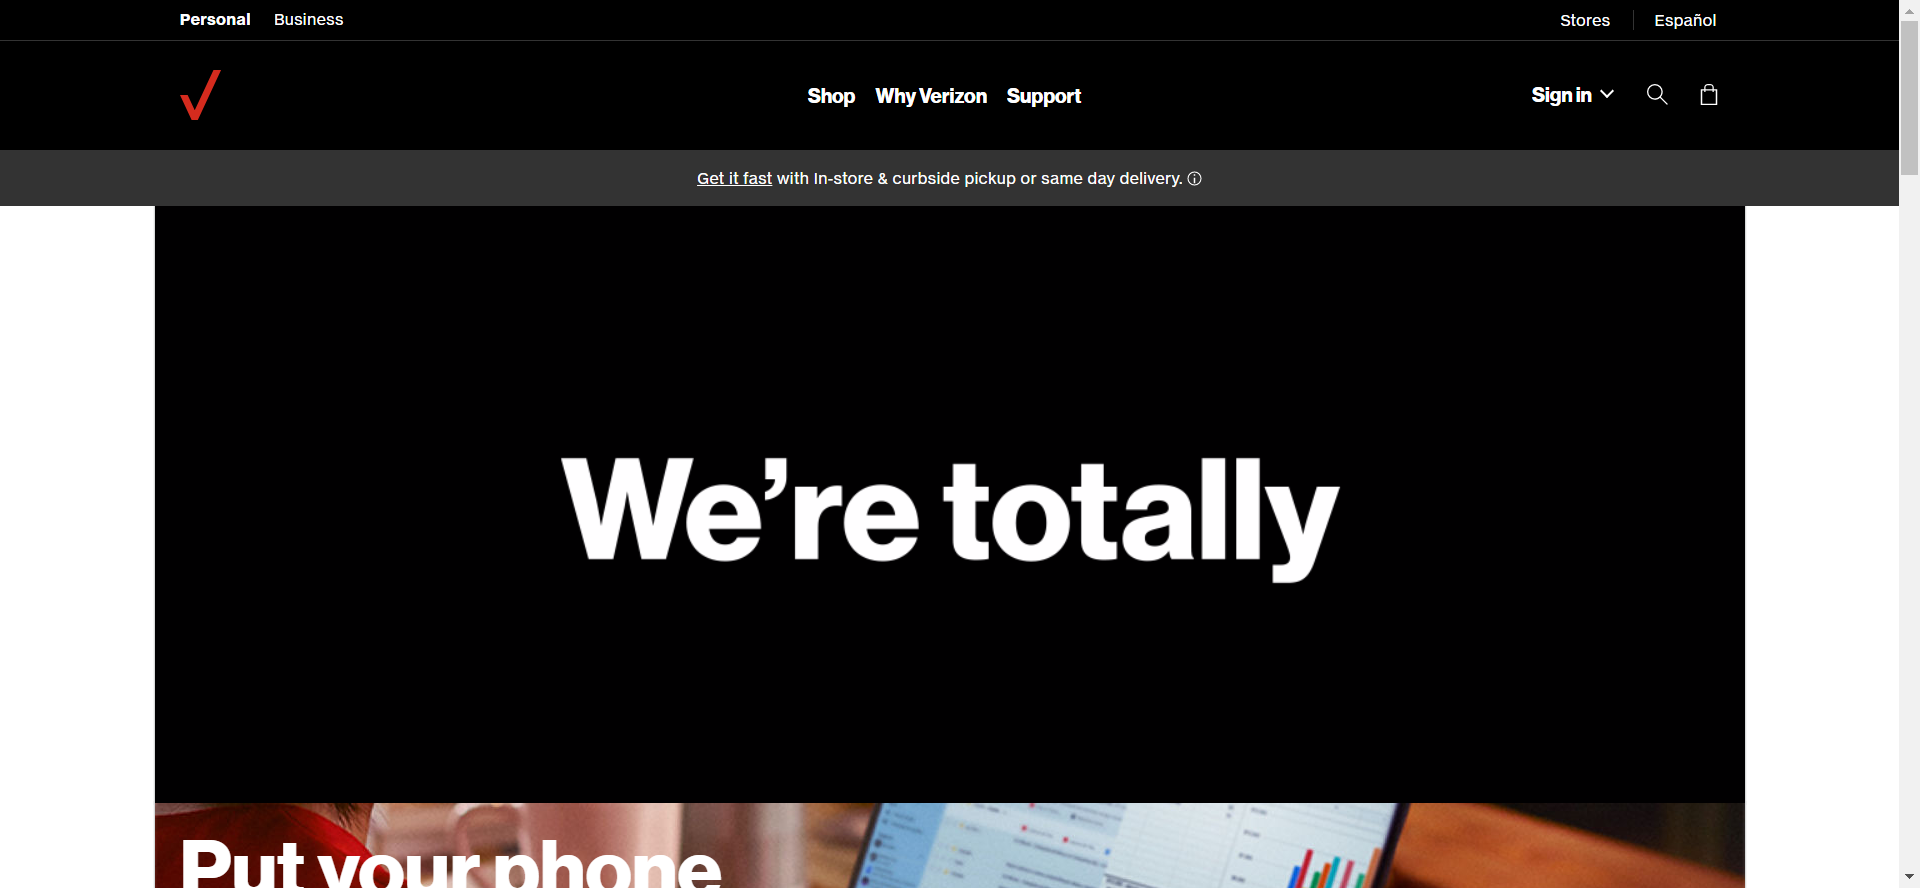 Personal Business Stores Español
Shop Why Verizon Support Sign in
Get it fast with In-store & curbside pickup or same day delivery.
We're totally
Put your phone